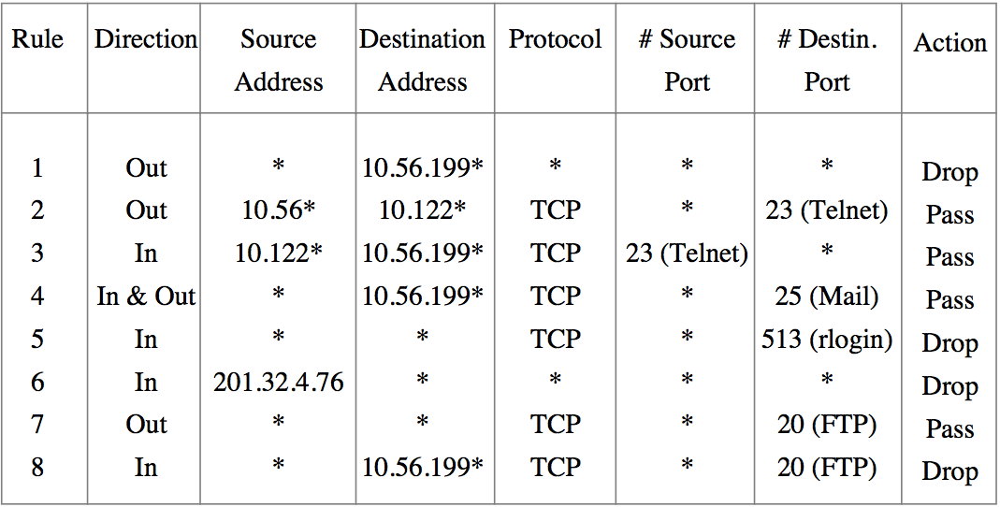 Rule Direction Source Destination Protocol # Source # Destin. Action
Address Address Port Port
1 Out * 10.56.199* * * * Drop
2 Out 10.56* 10.122* TCP * 23 (Telnet) Pass
3 In 10.122* 10.56.199* TCP 23 (Telnet) * Pass
4 In & Out * 10.56.199* TCP * 25 (Mail) Pass
5 In * * TCP * 513 (rlogin) Drop
6 In 201.32.4.76 * * * * Drop
7 Out * * TCP * 20 (FTP) Pass
8 In * 10.56.199* TCP * 20 (FTP) Drop